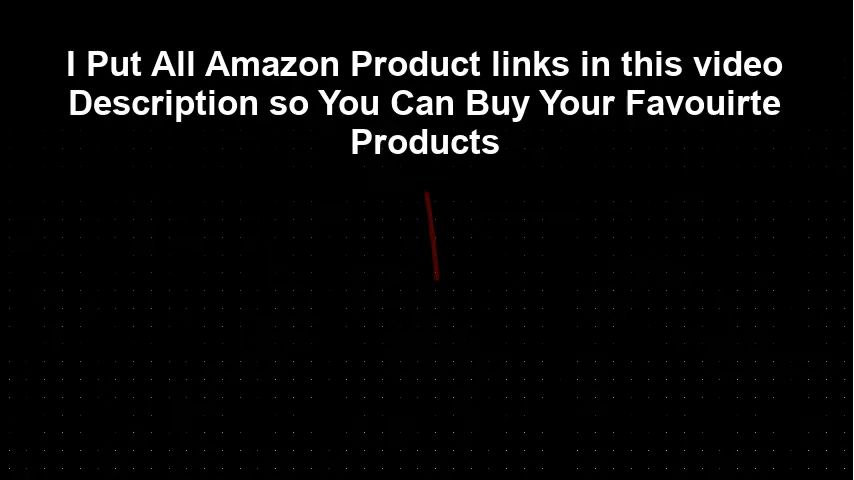 I Put All Amazon Product links in this video
Description so You Can Buy Your Favouirte
Products